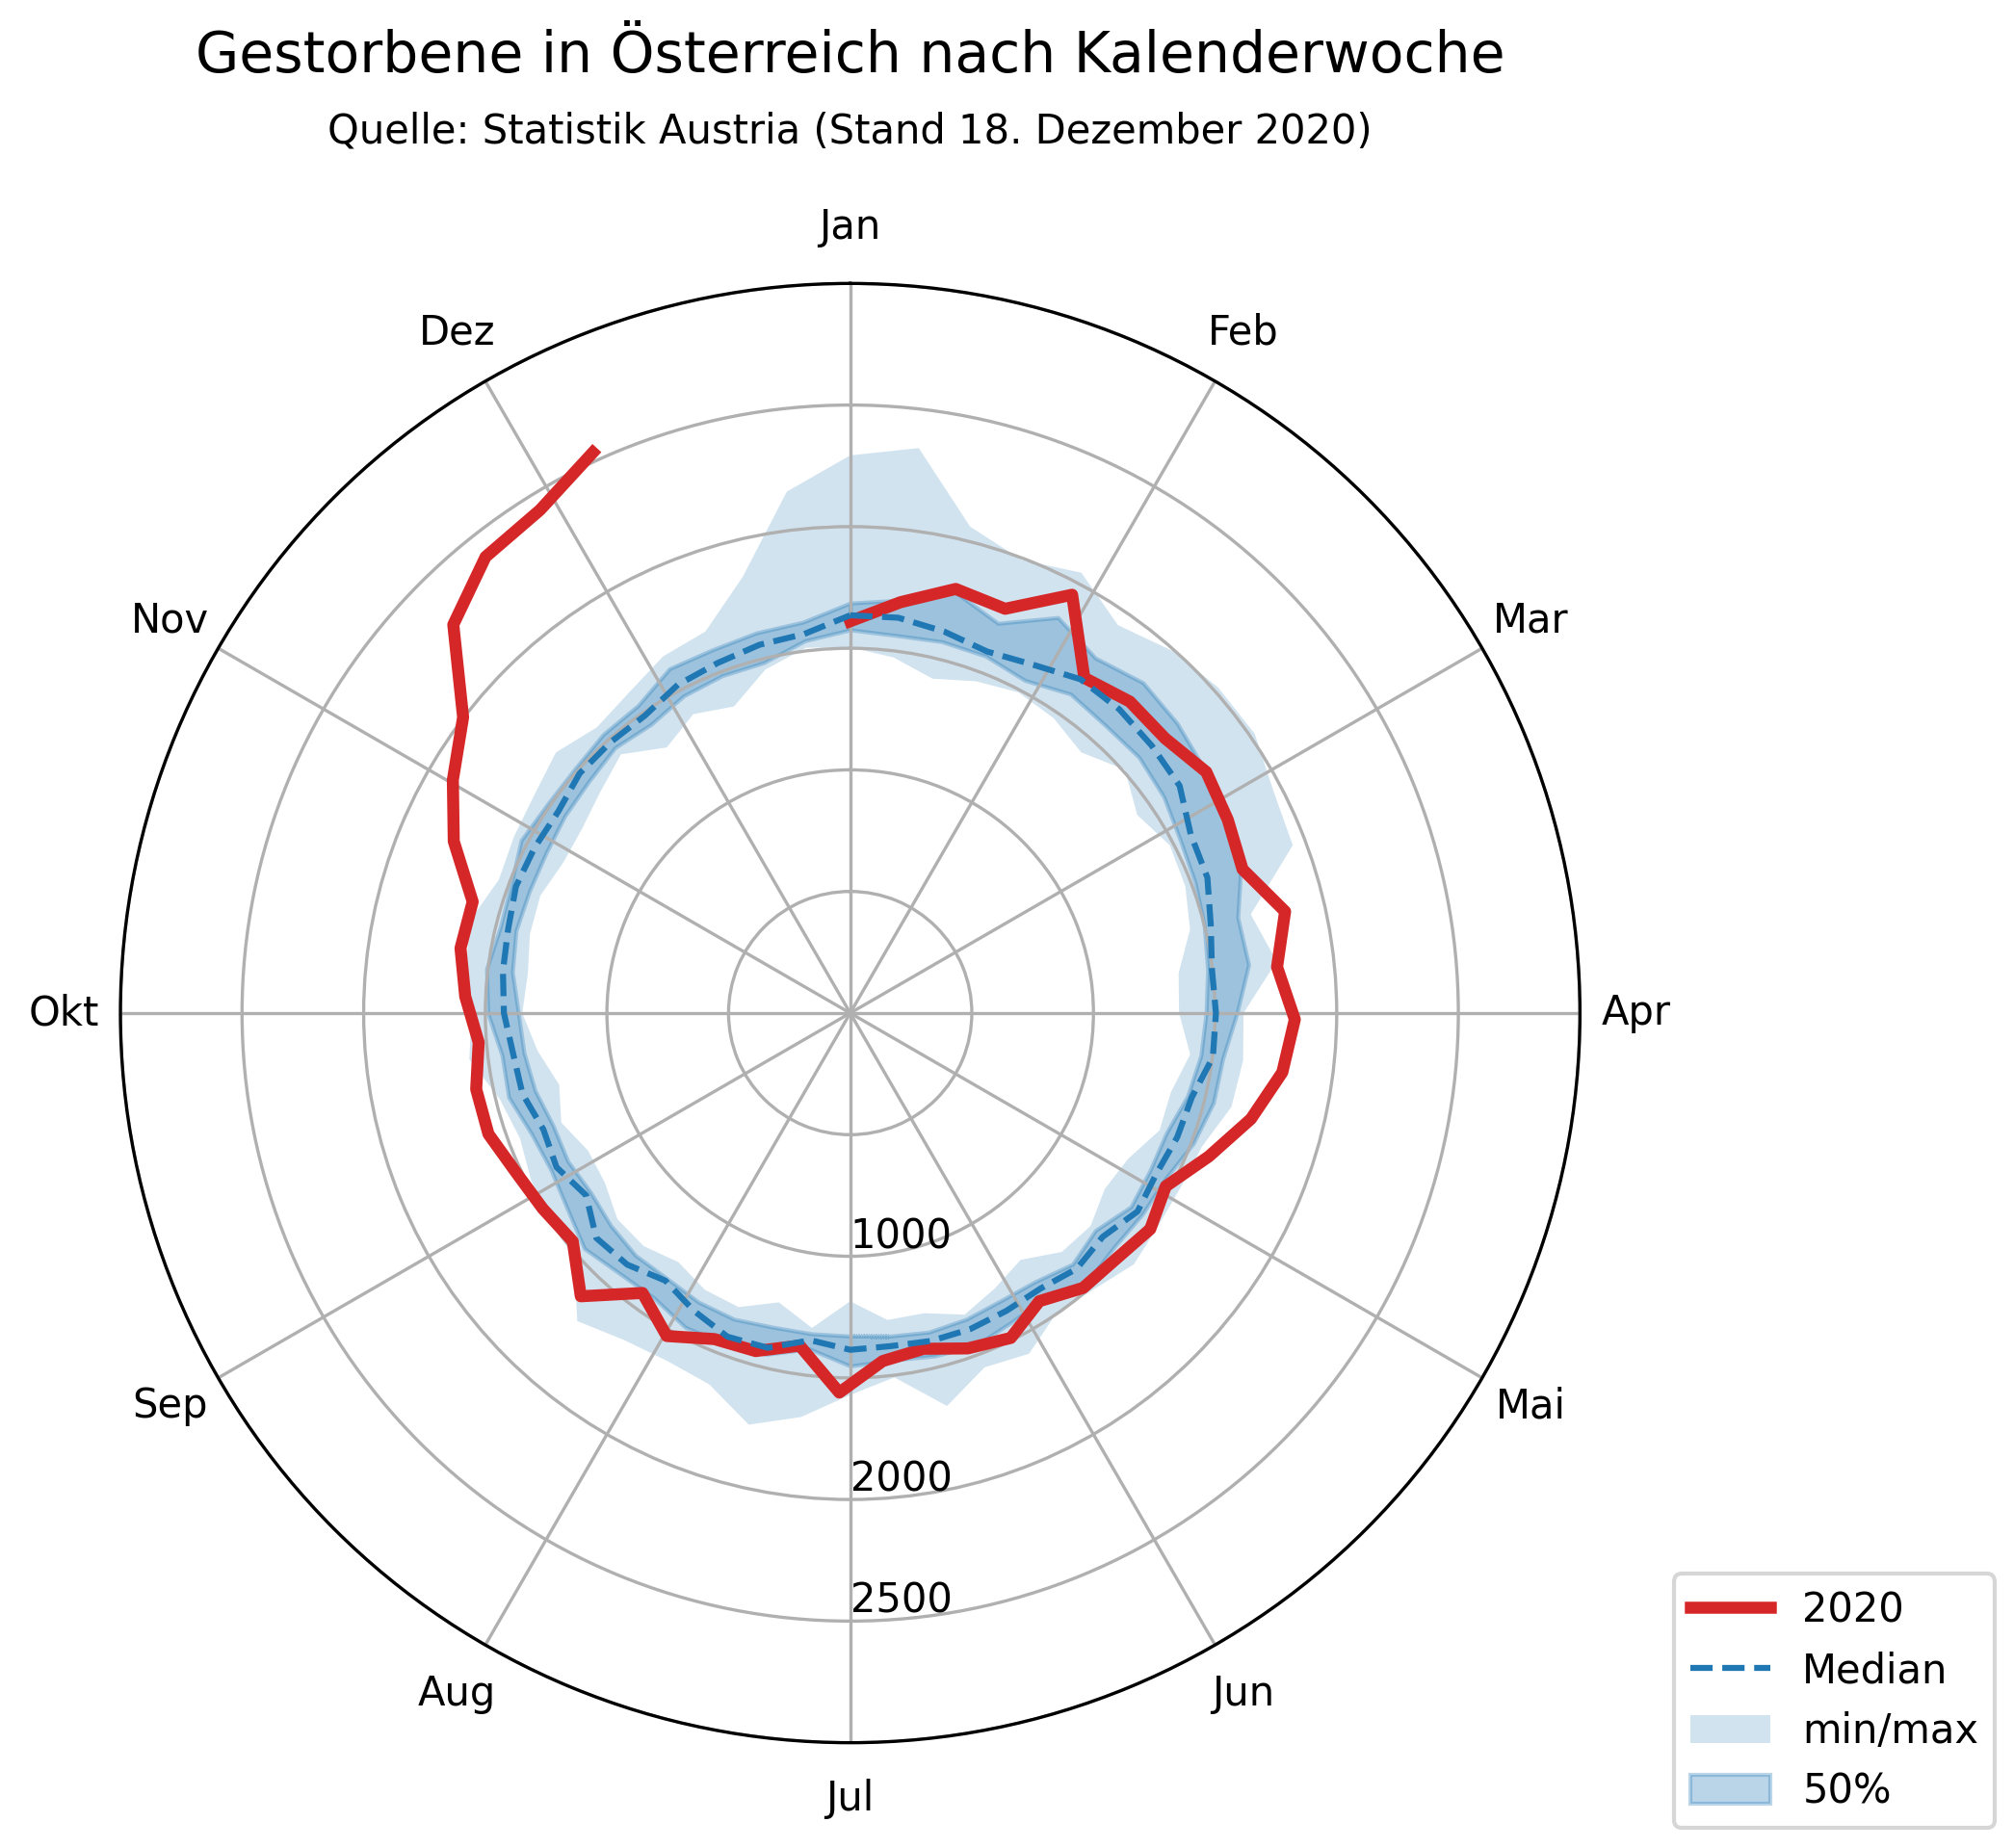 Gestorbene in Österreich nach Kalenderwoche
Quelle: Statistik Austria (Stand 18. Dezember 2020)
Jan
Feb
Mar
Apr
Mai
Jun
Jul
Aug
Sep
Okt
Nov
Dez
1000
2000
2500
2020
Median
min/max
50%